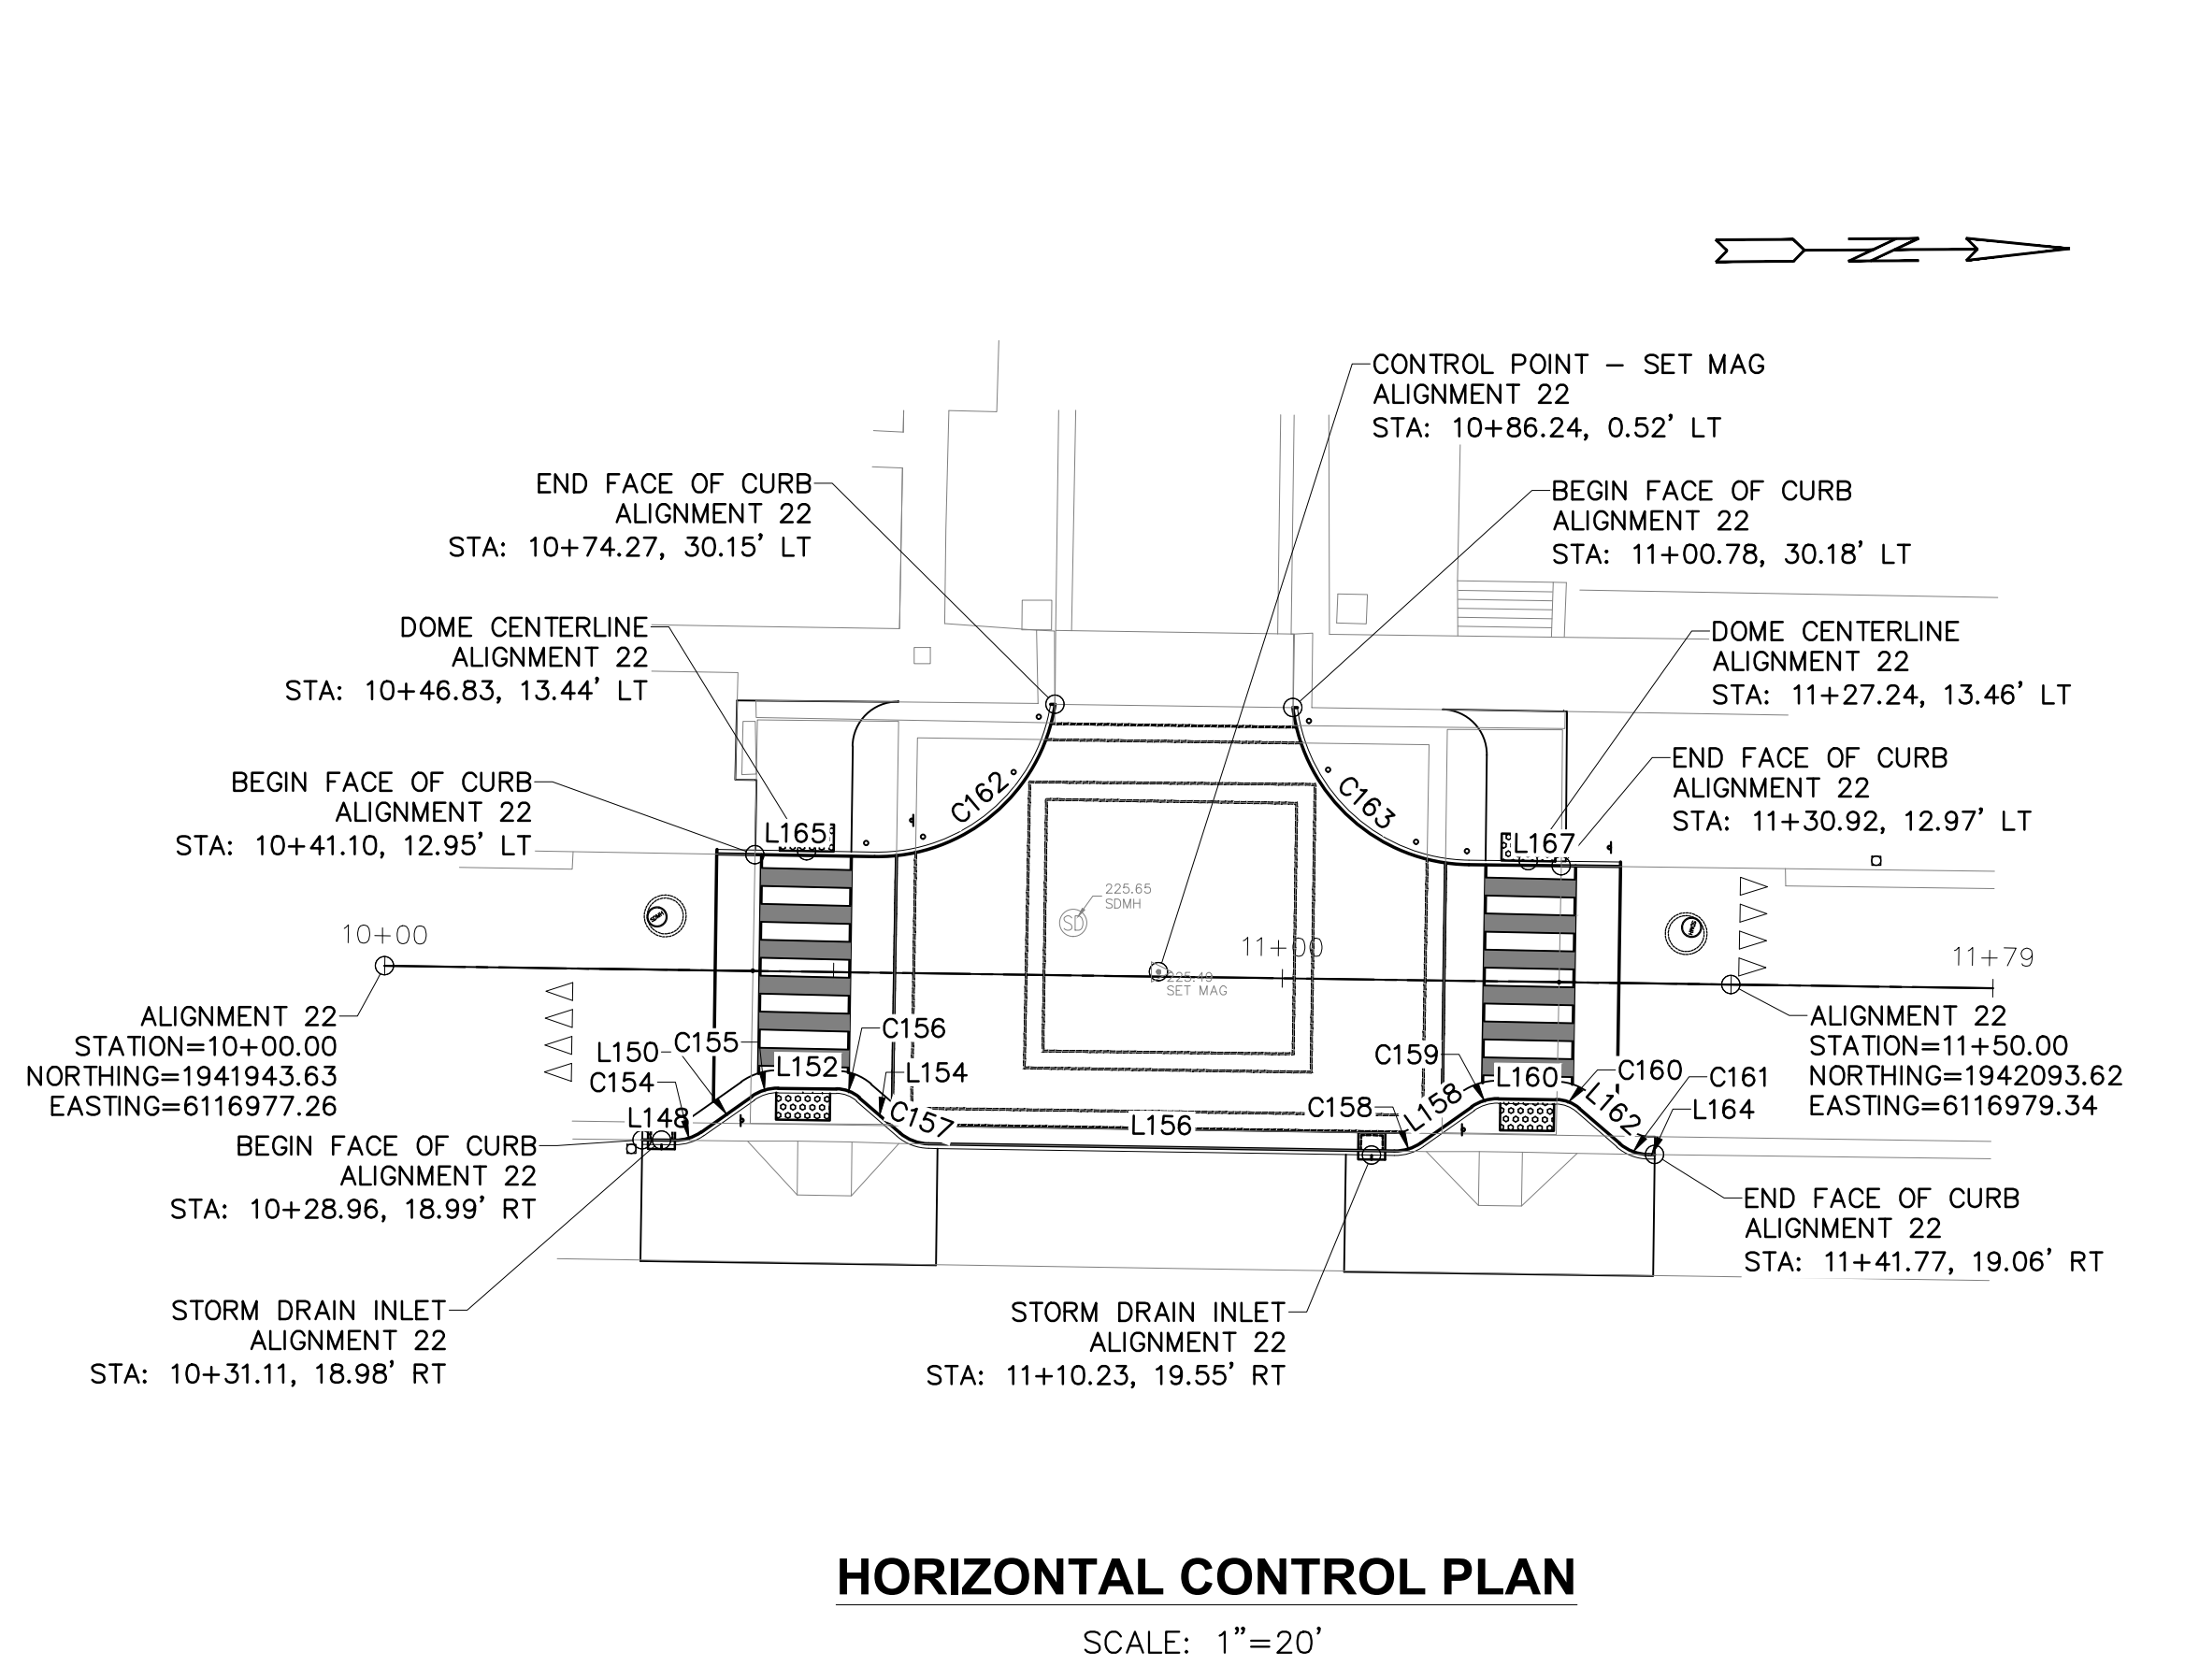 CONTROL POINT – SET MAG
ALIGNMENT 22
STA: 10+86.24, 0.52' LT
END FACE OF CURB
ALIGNMENT 22
STA: 10+74.27, 30.15' LT
BEGIN FACE OF CURB
ALIGNMENT 22
STA: 11+00.78, 30.18' LT
DOME CENTERLINE
ALIGNMENT 22
STA: 10+46.83, 13.44' LT
DOME CENTERLINE
ALIGNMENT 22
STA: 11+27.24, 13.46' LT
BEGIN FACE OF CURB
ALIGNMENT 22
STA: 10+41.10, 12.95' LT
END FACE OF CURB
ALIGNMENT 22
STA: 11+30.92, 12.97' LT
C162
C163
L165
L167
225.65
SDMH
SD
SDMH
10+00
11+00
11+79
225.49
SET MAG
ALIGNMENT 22
STATION=10+00.00
NORTHING=1941943.63
EASTING=6116977.26
ALIGNMENT 22
STATION=11+50.00
NORTHING=1942093.62
EASTING=6116979.34
L150
C155
C156
C154
L152
L154
L148
C157
L156
C158
C159
L158
L160
C160
L162
C161
L164
BEGIN FACE OF CURB
ALIGNMENT 22
STA: 10+28.96, 18.99' RT
END FACE OF CURB
ALIGNMENT 22
STA: 11+41.77, 19.06' RT
STORM DRAIN INLET
ALIGNMENT 22
STA: 10+31.11, 18.98' RT
STORM DRAIN INLET
ALIGNMENT 22
STA: 11+10.23, 19.55' RT
HORIZONTAL CONTROL PLAN
SCALE: 1"=20'